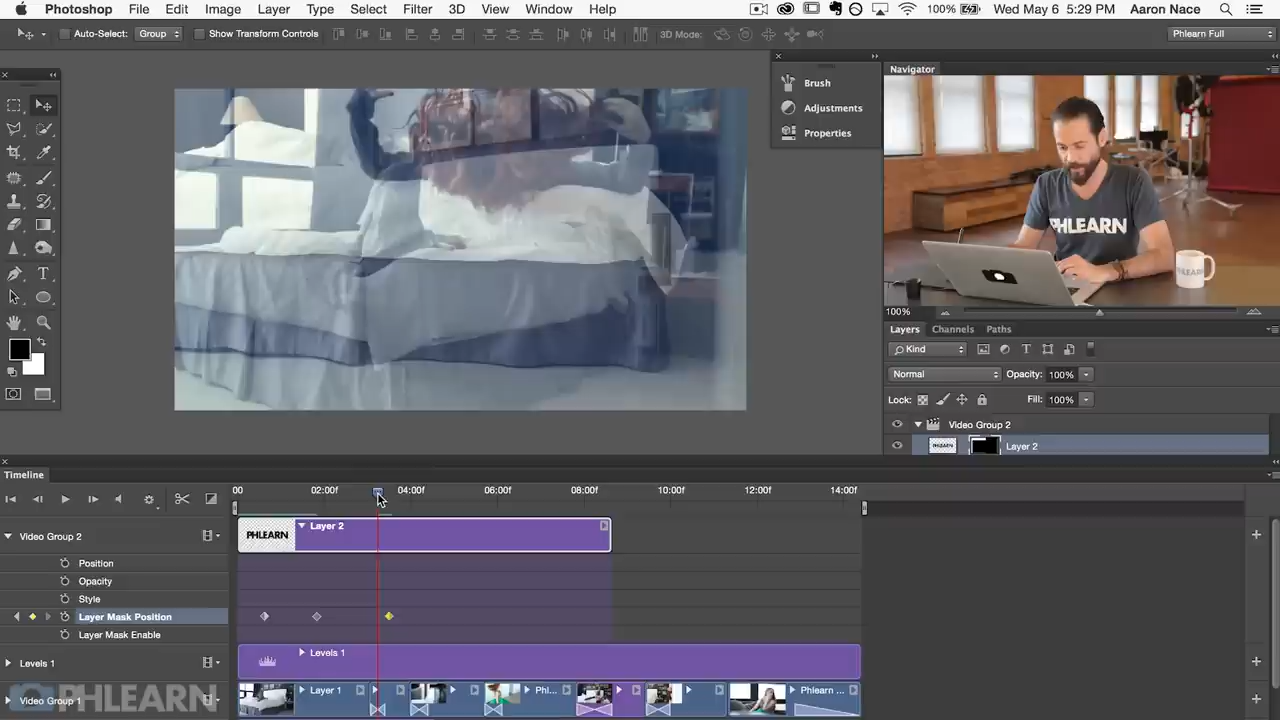 Photoshop File Edit Image Layer Type Select Filter 3D View Window Help 100% Wed May 6 5:29 PM Aaron Nace
Auto-Select: Group Show Transform Controls 3D Mode: Phlearn Full
Brush
Adjustments
Properties
Navigator
PHLEARN
PHLEARN
100%
Layers Channels Paths
Kind
Normal Opacity: 100%
Lock: Fill: 100%
Video Group 2
Layer 2
Timeline
00 02:00f 04:00f 06:00f 08:00f 10:00f 12:00f 14:00f
Video Group 2
PHLEARN Layer 2
Position
Opacity
Style
Layer Mask Position
Layer Mask Enable
Levels 1 Levels 1
Video Group 1 Layer 1 Phl... Phlearn ...
PHLEARN